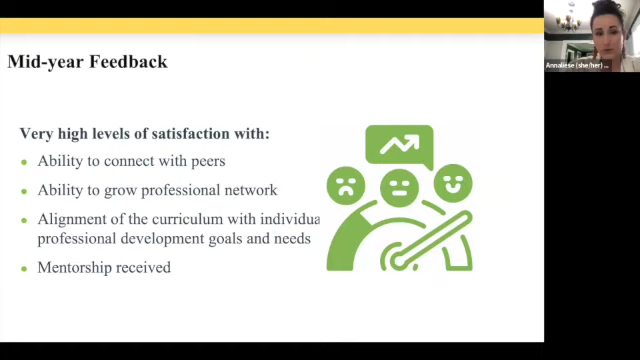 Mid-year Feedback
Very high levels of satisfaction with:
• Ability to connect with peers
• Ability to grow professional network
• Alignment of the curriculum with individua
professional development goals and needs
• Mentorship received
Annaliese (she/her) ...